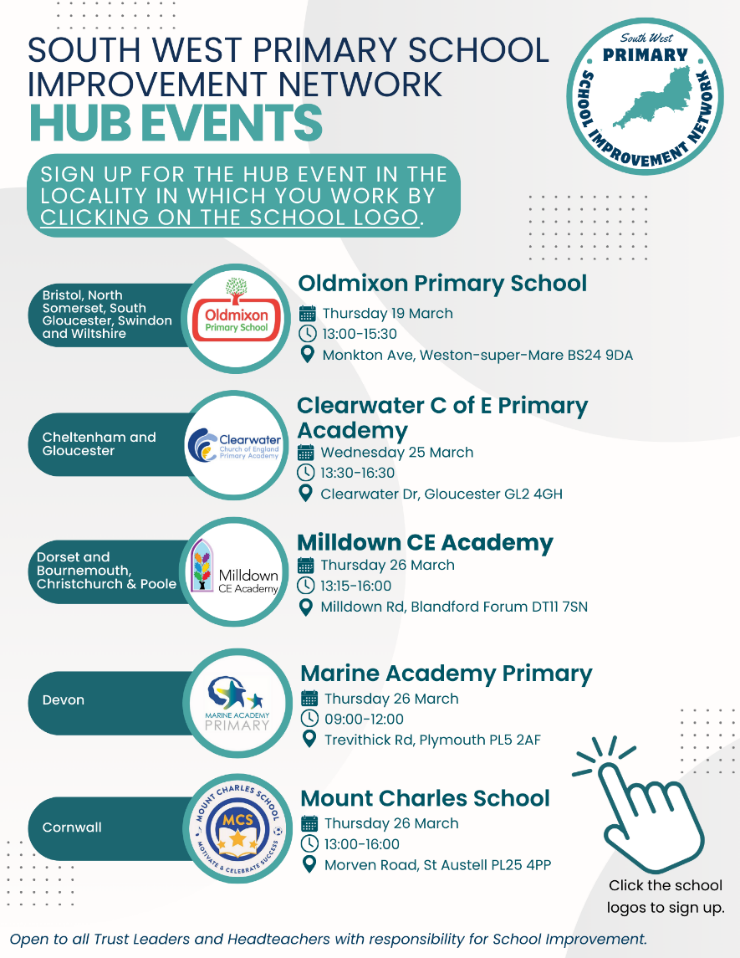 SOUTH WEST PRIMARY SCHOOL
IMPROVEMENT NETWORK
HUB EVENTS
South West
PRIMARY
SCHOOL IMPROVEMENT NETWORK
SIGN UP FOR THE HUB EVENT IN THE
LOCALITY IN WHICH YOU WORK BY
CLICKING ON THE SCHOOL LOGO.
Bristol, North
Somerset, South
Gloucester, Swindon
and Wiltshire
Oldmixon
Primary School
Oldmixon Primary School
Thursday 19 March
13:00-15:30
Monkton Ave, Weston-super-Mare BS24 9DA
Cheltenham and
Gloucester
Clearwater
Church of England
Primary Academy
Clearwater C of E Primary
Academy
Wednesday 25 March
13:30-16:30
Clearwater Dr, Gloucester GL2 4GH
Dorset and
Bournemouth,
Christchurch & Poole
Milldown
CE Academy
Milldown CE Academy
Thursday 26 March
13:15-16:00
Milldown Rd, Blandford Forum DT11 7SN
Devon
MARINE ACADEMY
PRIMARY
Marine Academy Primary
Thursday 26 March
09:00-12:00
Trevithick Rd, Plymouth PL5 2AF
Cornwall
MOUNT CHARLES SCHOOL
MCS
MOTIVATE & CELEBRATE SUCCESS
Mount Charles School
Thursday 26 March
13:00-16:00
Morven Road, St Austell PL25 4PP
Click the school
logos to sign up.
Open to all Trust Leaders and Headteachers with responsibility for School Improvement.